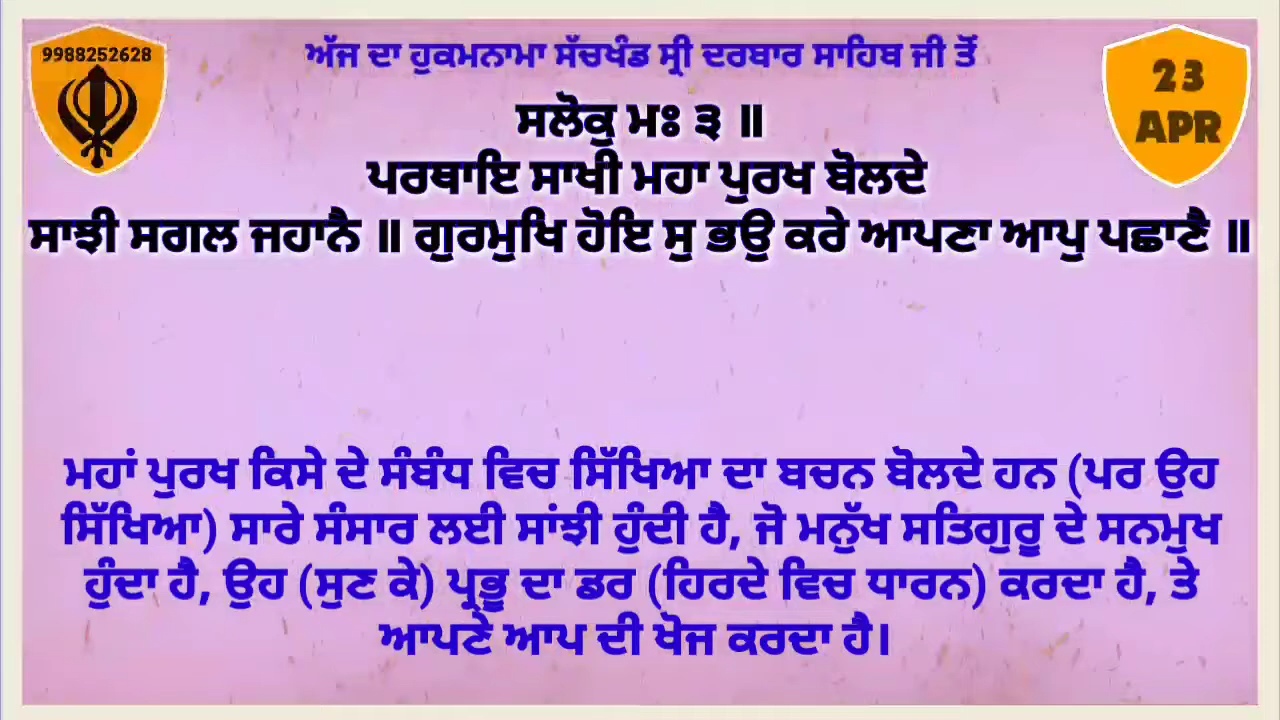 9988252628
ਅੱਜ ਦਾ ਹੁਕਮਨਾਮਾ ਸੱਚਖੰਡ ਸ੍ਰੀ ਦਰਬਾਰ ਸਾਹਿਬ ਜੀ ਤੋਂ
23
APR
ਸਲੋਕੁ ਮਃ ੩ ॥
ਪਰਥਾਇ ਸਾਖੀ ਮਹਾ ਪੁਰਖ ਬੋਲਦੇ
ਸਾਝੀ ਸਗਲ ਜਹਾਨੈ ॥ ਗੁਰਮੁਖਿ ਹੋਇ ਸੁ ਭਉ ਕਰੇ ਆਪਣਾ ਆਪੁ ਪਛਾਣੈ ॥
ਮਹਾਂ ਪੁਰਖ ਕਿਸੇ ਦੇ ਸੰਬੰਧ ਵਿਚ ਸਿੱਖਿਆ ਦਾ ਬਚਨ ਬੋਲਦੇ ਹਨ (ਪਰ ਉਹ
ਸਿੱਖਿਆ) ਸਾਰੇ ਸੰਸਾਰ ਲਈ ਸਾਂਝੀ ਹੁੰਦੀ ਹੈ, ਜੋ ਮਨੁੱਖ ਸਤਿਗੁਰੂ ਦੇ ਸਨਮੁਖ
ਹੁੰਦਾ ਹੈ, ਉਹ (ਸੁਣ ਕੇ) ਪ੍ਰਭੂ ਦਾ ਡਰ (ਹਿਰਦੇ ਵਿਚ ਧਾਰਨ) ਕਰਦਾ ਹੈ, ਤੇ
ਆਪਣੇ ਆਪ ਦੀ ਖੋਜ ਕਰਦਾ ਹੈ।